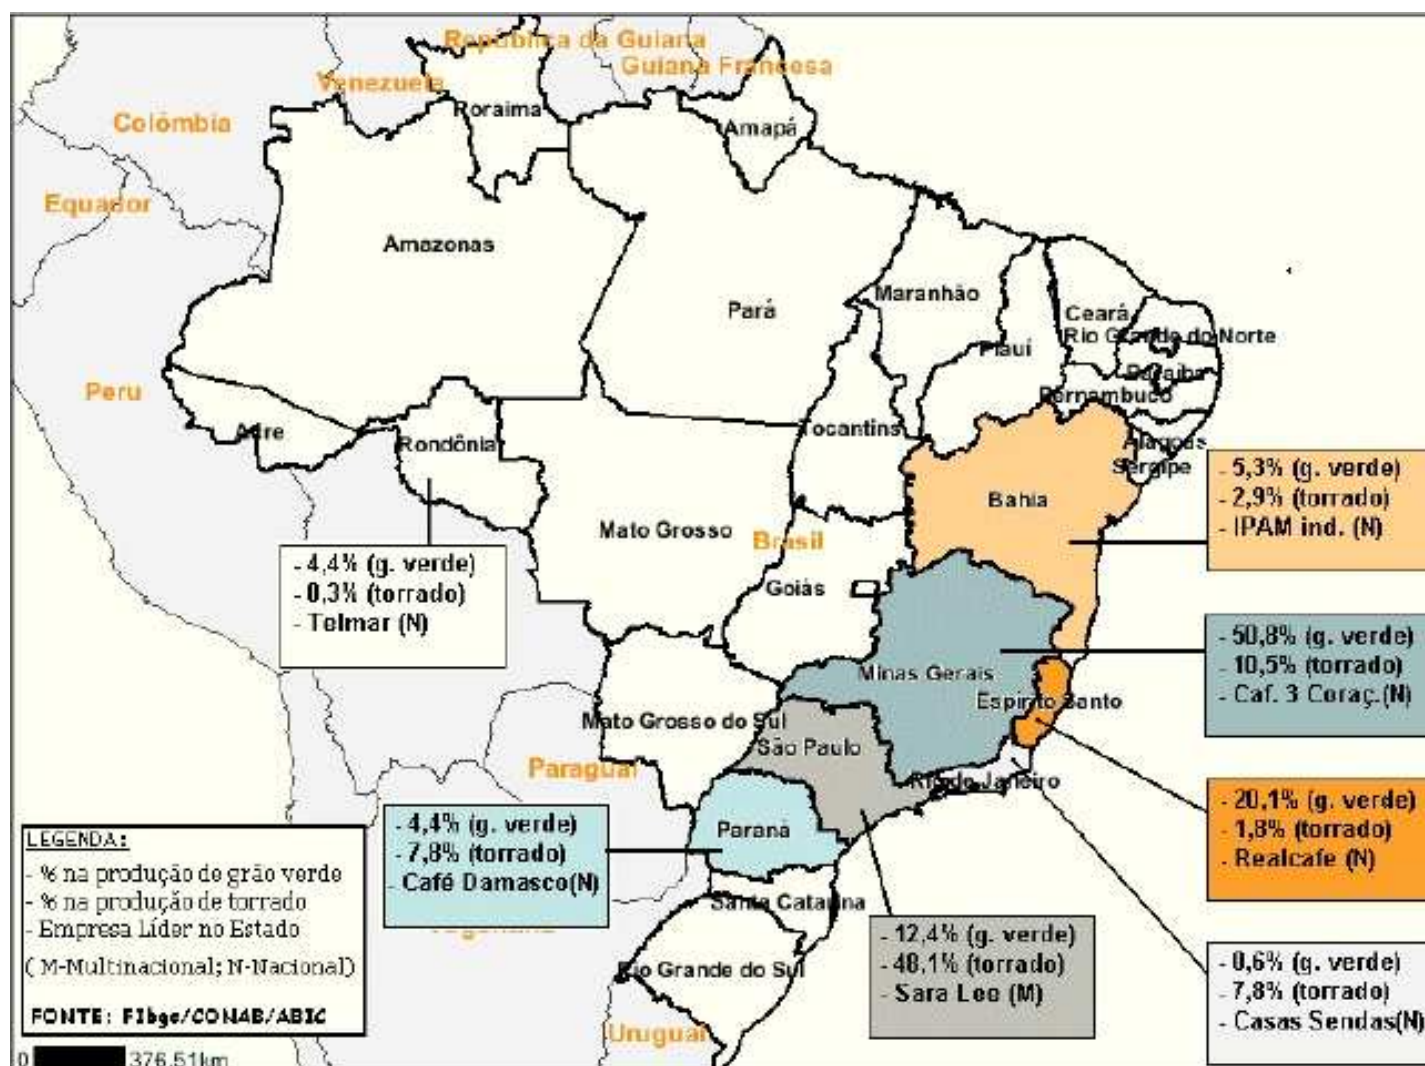 República da Guiana
Guiana Francesa
Venezuela
Colômbia
Roraima
Amapá
Equador
Amazonas
Pará
Maranhão
Ceará
Rio Grande do Norte
Piauí
Paraíba
Pernambuco
Peru
Acre
Rondônia
Tocantins
Alagoas
Sergipe
Bahia
Mato Grosso
Brasil
Goiás
- 5,3% (g. verde)
- 2,9% (torrado)
- IPAM ind. (N)
- 4,4% (g. verde)
- 0,3% (torrado)
- Telmar (N)
- 50,8% (g. verde)
- 10,5% (torrado)
- Caf. 3 Coraç.(N)
Minas Gerais
Espírito Santo
Mato Grosso do Sul
São Paulo
Paraguai
Rio de Janeiro
- 20,1% (g. verde)
- 1,8% (torrado)
- Realcafe (N)
- 4,4% (g. verde)
- 7,8% (torrado)
- Café Damasco(N)
Paraná
Santa Catarina
Rio Grande do Sul
Uruguai
- 12,4% (g. verde)
- 48,1% (torrado)
- Sara Lee (M)
- 0,6% (g. verde)
- 7,8% (torrado)
- Casas Sendas(N)
LEGENDA:
- % na produção de grão verde
- % na produção de torrado
- Empresa Líder no Estado
( M-Multinacional; N-Nacional)
FONTE: FIbge/CONAB/ABIC
0 376.51km